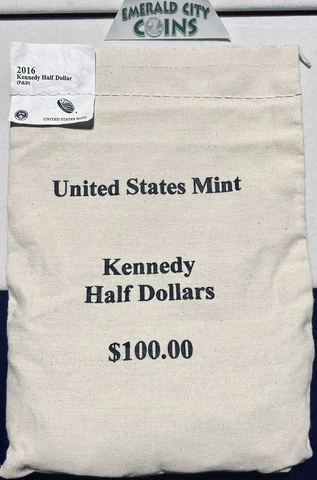 EMERALD CITY
COINS
2016
Kennedy Half Dollar
(P&D)
UNITED STATES MINT
United States Mint
Kennedy
Half Dollars
$100.00